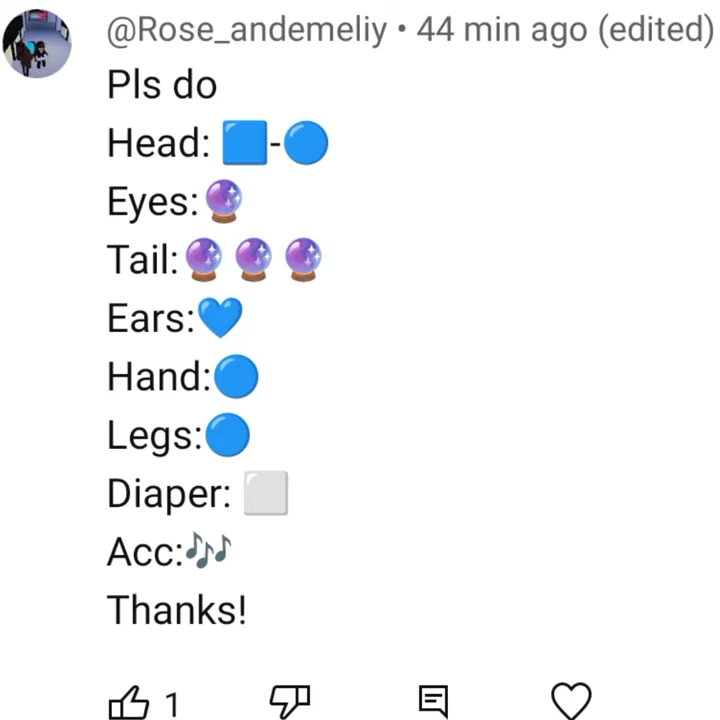 @Rose_andemeliy • 44 min ago (edited)
Pls do
Head: 🟦-🔵
Eyes:🔮
Tail:🔮🔮🔮
Ears:💙
Hand:🔵
Legs:🔵
Diaper: ⬜
Acc:🎶
Thanks!
1